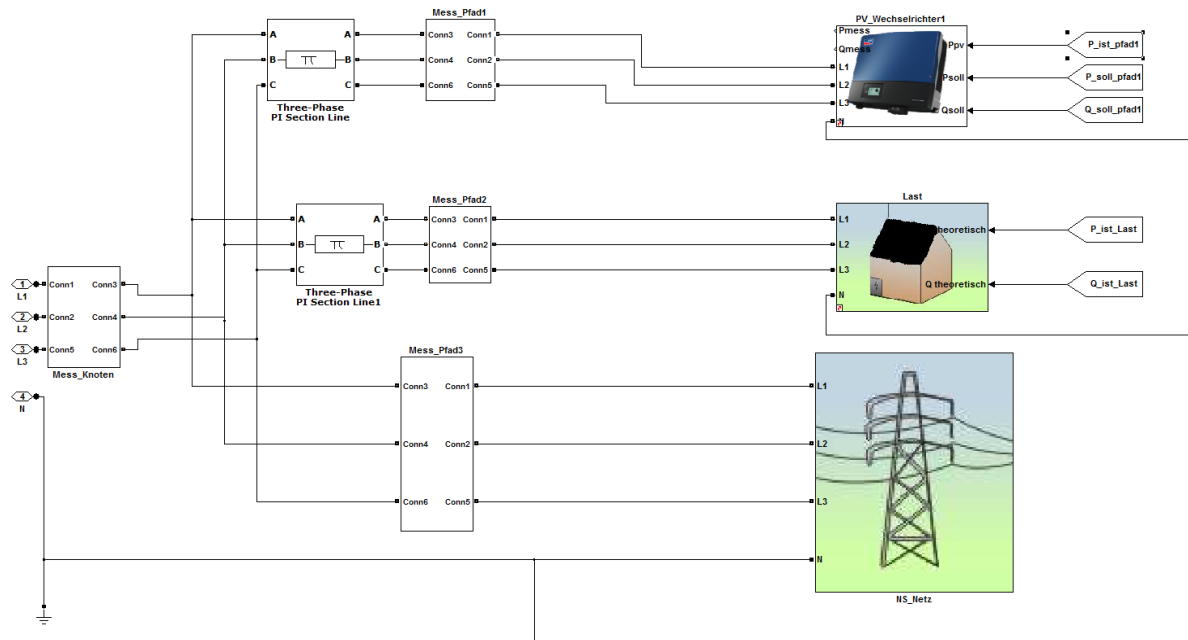 Mess_Pfad1
A A
B B
C C
Three-Phase
PI Section Line
Conn3 Conn1
Conn4 Conn2
Conn6 Conn5
PV_Wechselrichter1
Pmess
Qmess
L1
L2
L3
N
Ppv
Psoll
Qsoll
P_ist_pfad1
P_soll_pfad1
Q_soll_pfad1
Mess_Pfad2
A A
B B
C C
Three-Phase
PI Section Line1
Conn3 Conn1
Conn4 Conn2
Conn6 Conn5
Last
L1
L2
L3
N
heoretisch
Q theoretisch
P_ist_Last
Q_ist_Last
1
L1
2
L2
3
L3
4
N
Conn1 Conn3
Conn2 Conn4
Conn5 Conn6
Mess_Knoten
Mess_Pfad3
Conn3 Conn1
Conn4 Conn2
Conn6 Conn5
L1
L2
L3
N
NS_Netz